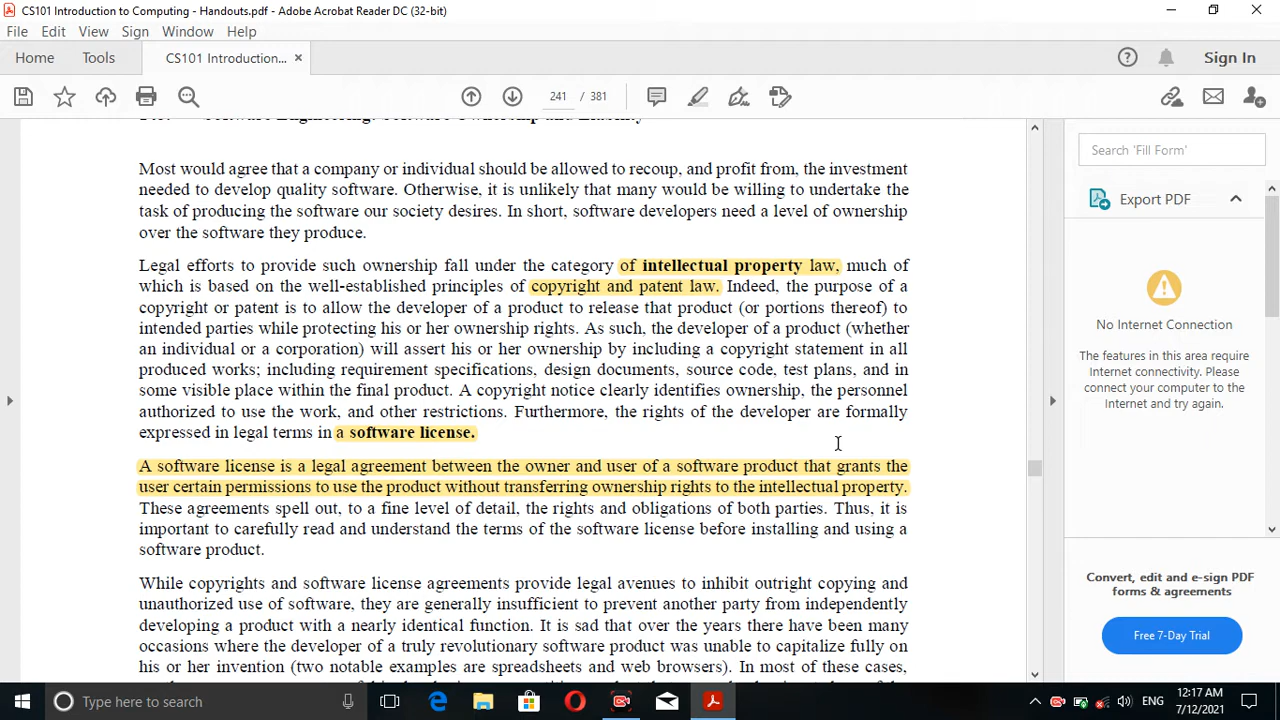 CS101 Introduction to Computing - Handouts.pdf - Adobe Acrobat Reader DC (32-bit)
File Edit View Sign Window Help
Home Tools CS101 Introduction... × Sign In
241 / 381
Software Engineering: Software Ownership and Liability
Most would agree that a company or individual should be allowed to recoup, and profit from, the investment
needed to develop quality software. Otherwise, it is unlikely that many would be willing to undertake the
task of producing the software our society desires. In short, software developers need a level of ownership
over the software they produce.
Legal efforts to provide such ownership fall under the category of intellectual property law, much of
which is based on the well-established principles of copyright and patent law. Indeed, the purpose of a
copyright or patent is to allow the developer of a product to release that product (or portions thereof) to
intended parties while protecting his or her ownership rights. As such, the developer of a product (whether
an individual or a corporation) will assert his or her ownership by including a copyright statement in all
produced works; including requirement specifications, design documents, source code, test plans, and in
some visible place within the final product. A copyright notice clearly identifies ownership, the personnel
authorized to use the work, and other restrictions. Furthermore, the rights of the developer are formally
expressed in legal terms in a software license.
A software license is a legal agreement between the owner and user of a software product that grants the
user certain permissions to use the product without transferring ownership rights to the intellectual property.
These agreements spell out, to a fine level of detail, the rights and obligations of both parties. Thus, it is
important to carefully read and understand the terms of the software license before installing and using a
software product.
While copyrights and software license agreements provide legal avenues to inhibit outright copying and
unauthorized use of software, they are generally insufficient to prevent another party from independently
developing a product with a nearly identical function. It is sad that over the years there have been many
occasions where the developer of a truly revolutionary software product was unable to capitalize fully on
his or her invention (two notable examples are spreadsheets and web browsers). In most of these cases,
Search 'Fill Form'
Export PDF
No Internet Connection
The features in this area require
Internet connectivity. Please
connect your computer to the
Internet and try again.
Convert, edit and e-sign PDF
forms & agreements
Free 7-Day Trial
Type here to search
ENG
12:17 AM
7/12/2021